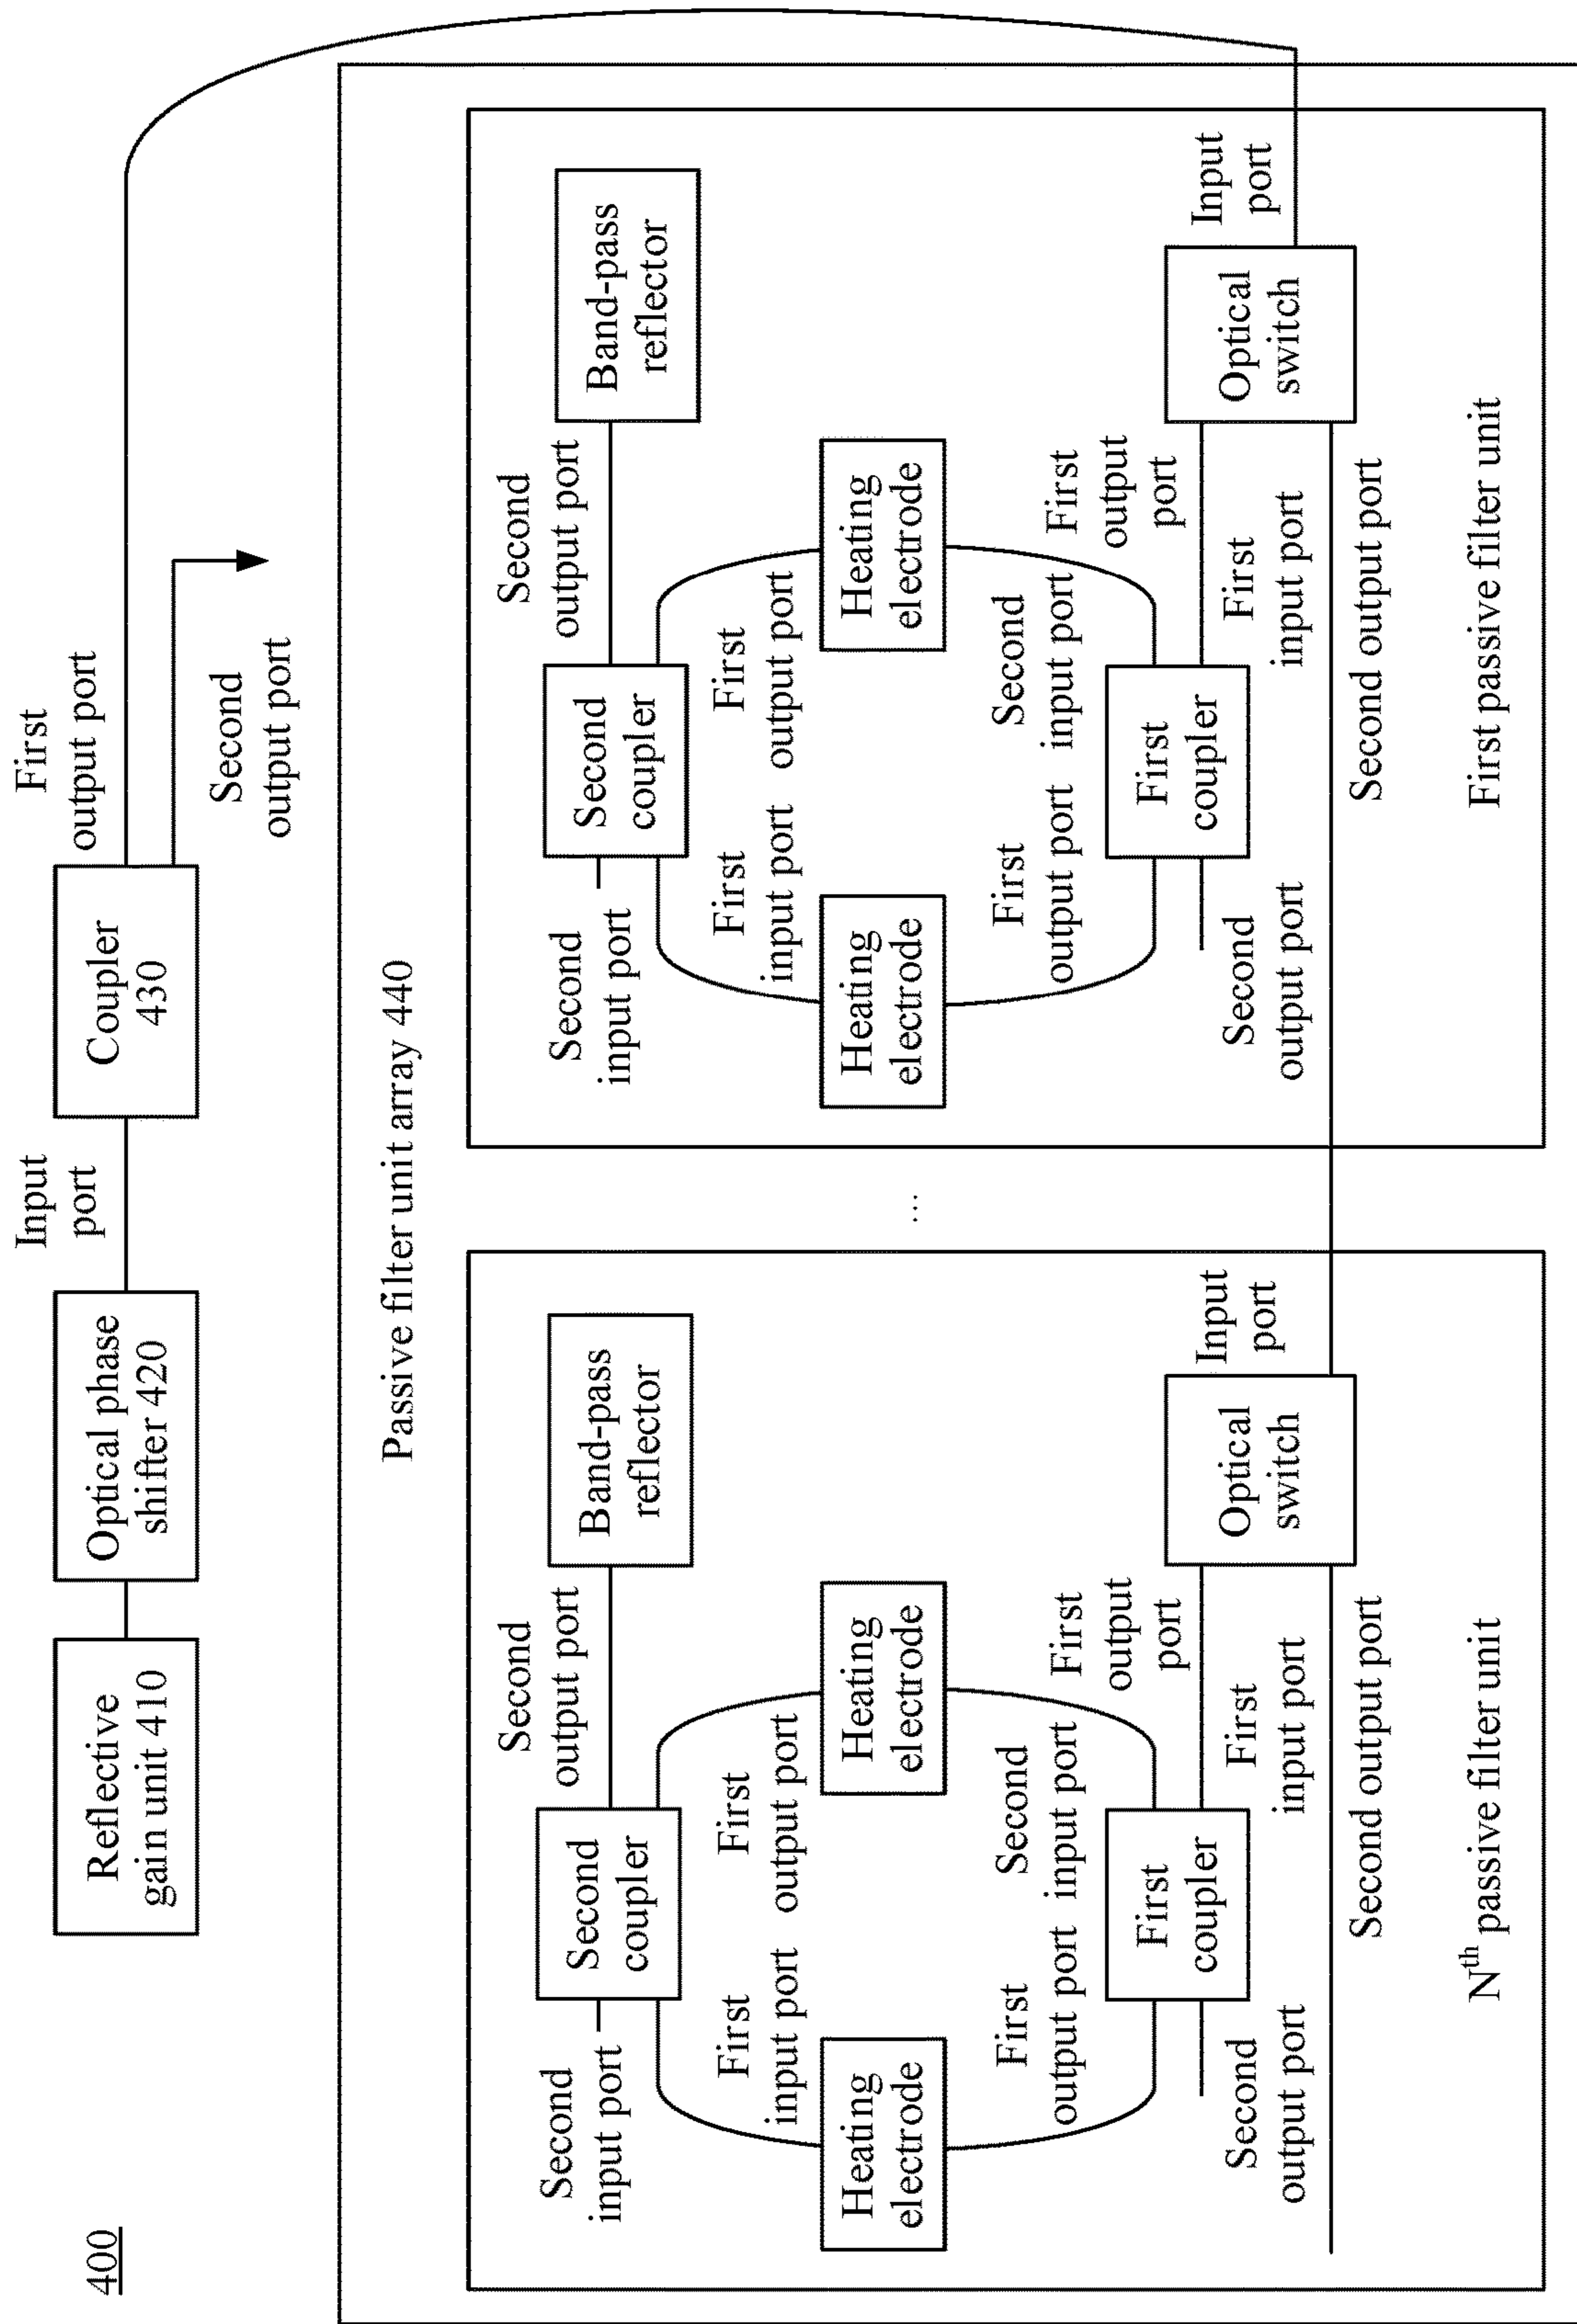 400
Reflective
gain unit 410
Optical phase
shifter 420
Input
port
Coupler
430
First
output port
Second
output port
Passive filter unit array 440
Second
input port
Second
coupler
Second
output port
Band-pass
reflector
First
input port
First
output port
Heating
electrode
Heating
electrode
First
output port
Second
input port
First
output
port
Input
port
Second
output port
First
coupler
First
input port
Optical
switch
Second output port
Nth passive filter unit
...
Second
input port
Second
coupler
Second
output port
Band-pass
reflector
First
input port
First
output port
Heating
electrode
Heating
electrode
First
output port
Second
input port
First
output
port
Input
port
Second
output port
First
coupler
First
input port
Optical
switch
Second output port
First passive filter unit